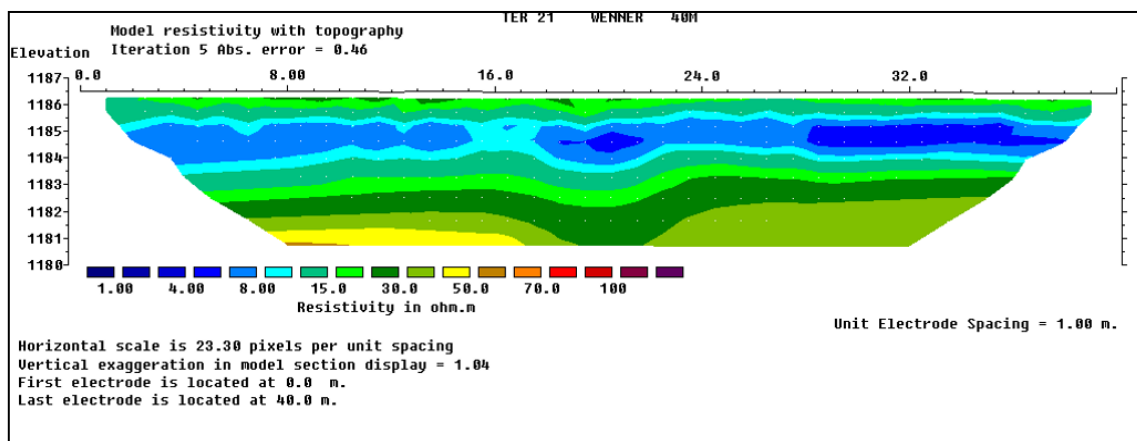 TER 21 WENNER 40M
Model resistivity with topography
Iteration 5 Abs. error = 0.46
Elevation
0.0 8.00 16.0 24.0 32.0
1187
1186
1185
1184
1183
1182
1181
1180
1.00 4.00 8.00 15.0 30.0 50.0 70.0 100
Resistivity in ohm.m
Unit Electrode Spacing = 1.00 m.
Horizontal scale is 23.30 pixels per unit spacing
Vertical exaggeration in model section display = 1.04
First electrode is located at 0.0 m.
Last electrode is located at 40.0 m.